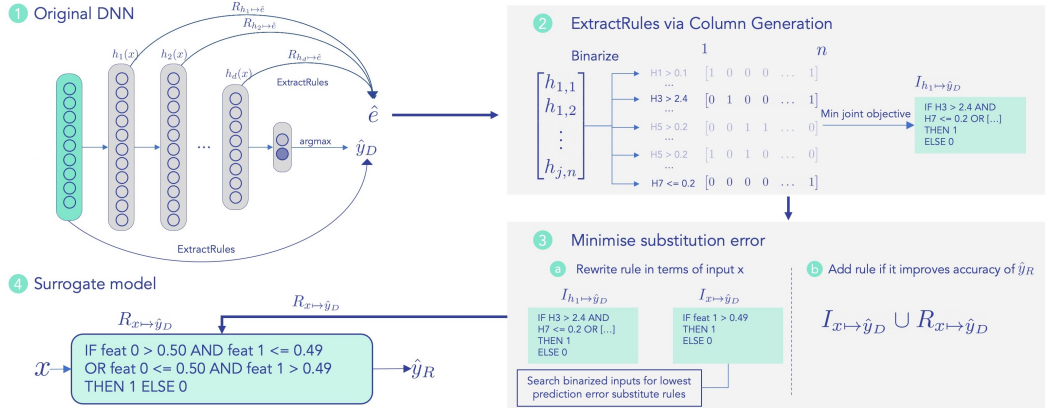 1 Original DNN
R_{h_1 ↦ ê}
R_{h_2 ↦ ê}
R_{h_d ↦ ê}
h_1(x)
h_2(x)
h_d(x)
ExtractRules
ê
...
argmax
ŷ_D
ExtractRules
2 ExtractRules via Column Generation
Binarize
1 n
h_{1,1}
h_{1,2}
⋮
h_{j,n}
H1 > 0.1 [1 0 0 0 ... 1]
...
H3 > 2.4 [0 1 0 0 ... 1]
...
H5 > 0.2 [0 0 1 1 ... 0]
...
H5 > 0.2 [1 0 1 0 ... 0]
...
H7 <= 0.2 [0 0 0 0 ... 1]
Min joint objective
I_{h_1 ↦ ŷ_D}
IF H3 > 2.4 AND
H7 <= 0.2 OR [...]
THEN 1
ELSE 0
3 Minimise substitution error
a Rewrite rule in terms of input x
I_{h_1 ↦ ŷ_D}
IF H3 > 2.4 AND
H7 <= 0.2 OR [...]
THEN 1
ELSE 0
I_{x ↦ ŷ_D}
IF feat 1 > 0.49
THEN 1
ELSE 0
Search binarized inputs for lowest
prediction error substitute rules
b Add rule if it improves accuracy of ŷ_R
I_{x ↦ ŷ_D} ∪ R_{x ↦ ŷ_D}
4 Surrogate model
R_{x ↦ ŷ_D}
R_{x ↦ ŷ_D}
x
IF feat 0 > 0.50 AND feat 1 <= 0.49
OR feat 0 <= 0.50 AND feat 1 > 0.49
THEN 1 ELSE 0
ŷ_R